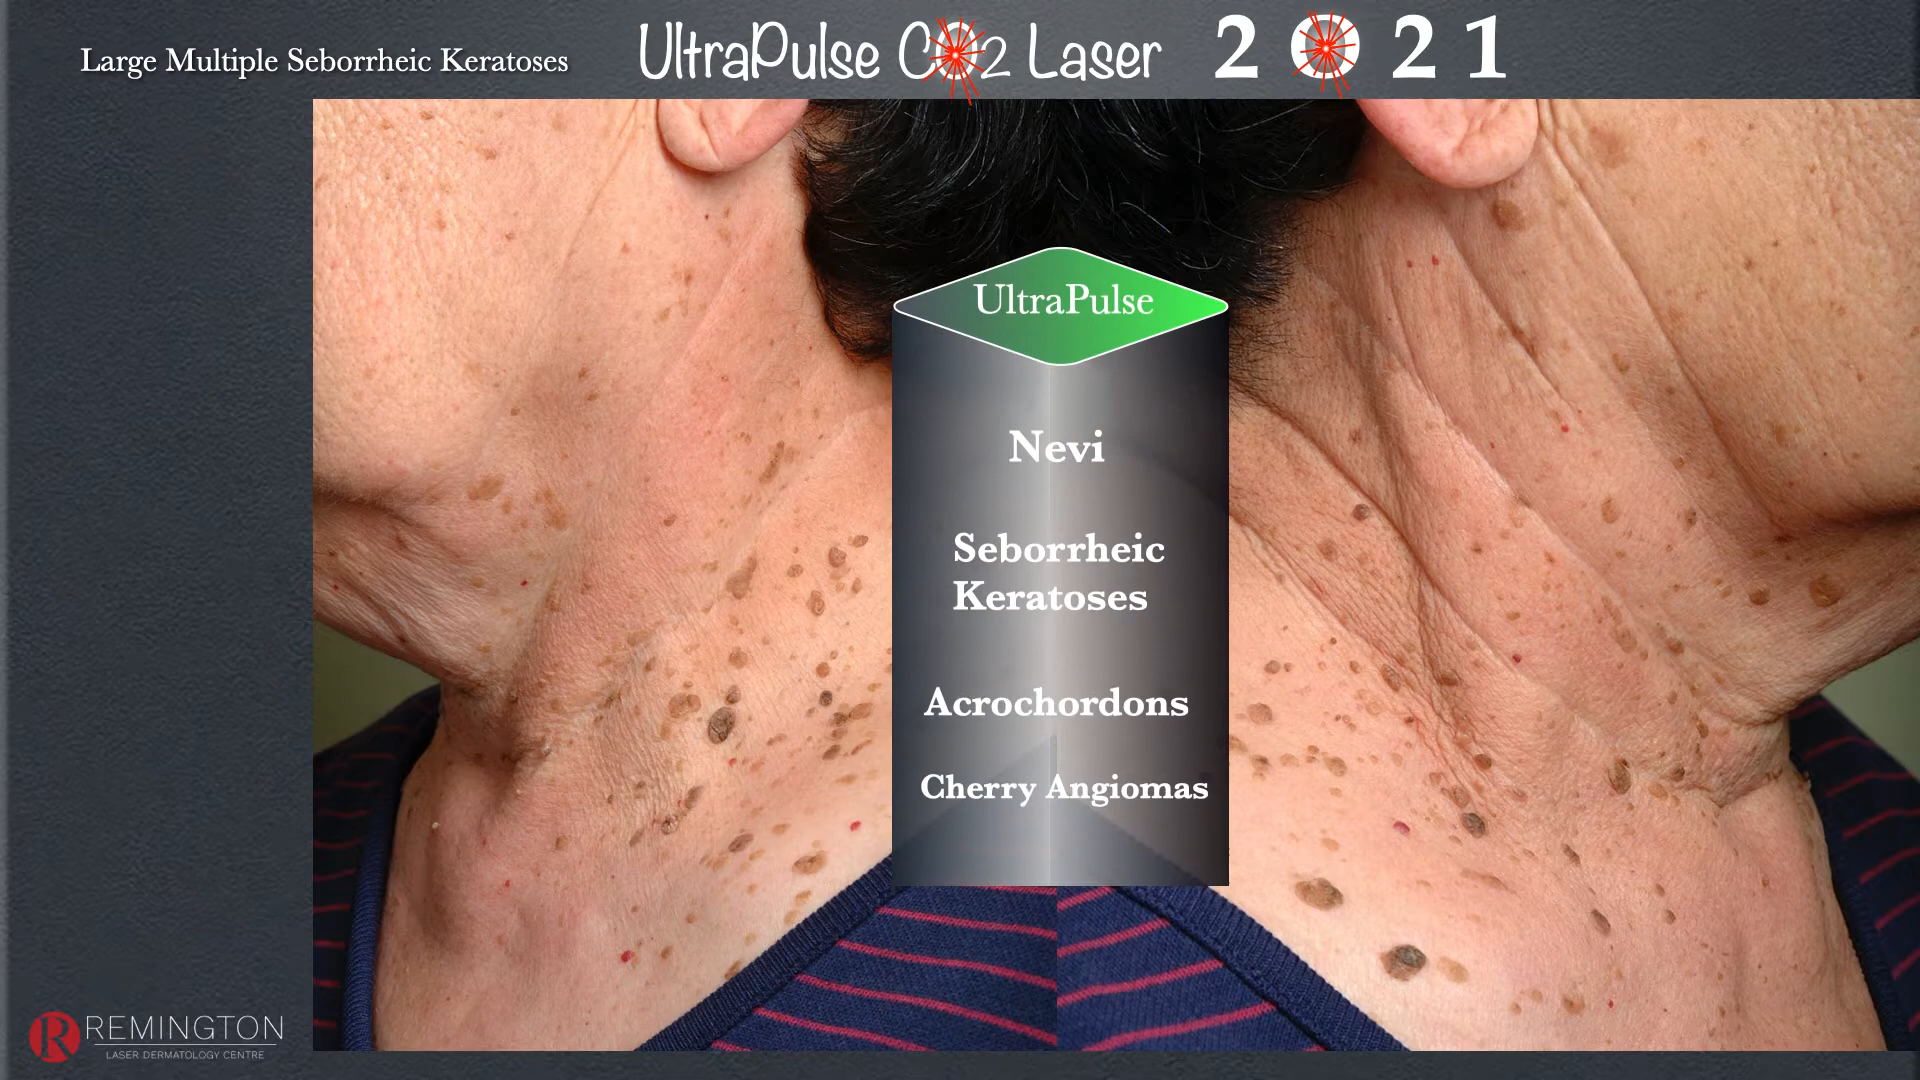 Large Multiple Seborrheic Keratoses
UltraPulse CO2 Laser 2021
UltraPulse
Nevi
Seborrheic
Keratoses
Acrochordons
Cherry Angiomas
R REMINGTON
LASER DERMATOLOGY CENTRE